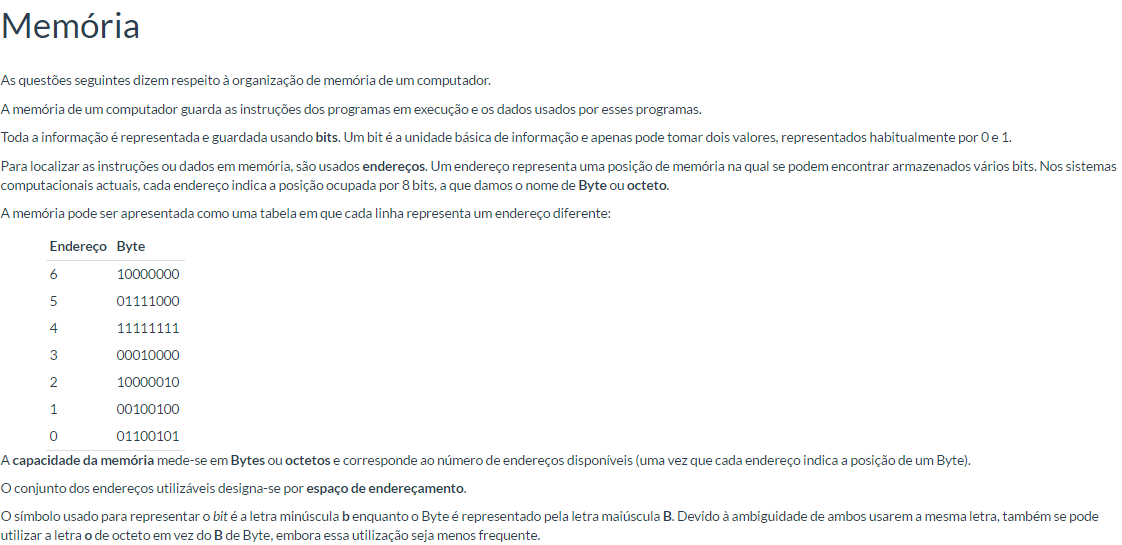 Memória
As questões seguintes dizem respeito à organização de memória de um computador.
A memória de um computador guarda as instruções dos programas em execução e os dados usados por esses programas.
Toda a informação é representada e guardada usando bits. Um bit é a unidade básica de informação e apenas pode tomar dois valores, representados habitualmente por 0 e 1.
Para localizar as instruções ou dados em memória, são usados endereços. Um endereço representa uma posição de memória na qual se podem encontrar armazenados vários bits. Nos sistemas
computacionais actuais, cada endereço indica a posição ocupada por 8 bits, a que damos o nome de Byte ou octeto.
A memória pode ser apresentada como uma tabela em que cada linha representa um endereço diferente:
Endereço Byte
6 10000000
5 01111000
4 11111111
3 00010000
2 10000010
1 00100100
0 01100101
A capacidade da memória mede-se em Bytes ou octetos e corresponde ao número de endereços disponíveis (uma vez que cada endereço indica a posição de um Byte).
O conjunto dos endereços utilizáveis designa-se por espaço de endereçamento.
O símbolo usado para representar o bit é a letra minúscula b enquanto o Byte é representado pela letra maiúscula B. Devido à ambiguidade de ambos usarem a mesma letra, também se pode
utilizar a letra o de octeto em vez do B de Byte, embora essa utilização seja menos frequente.